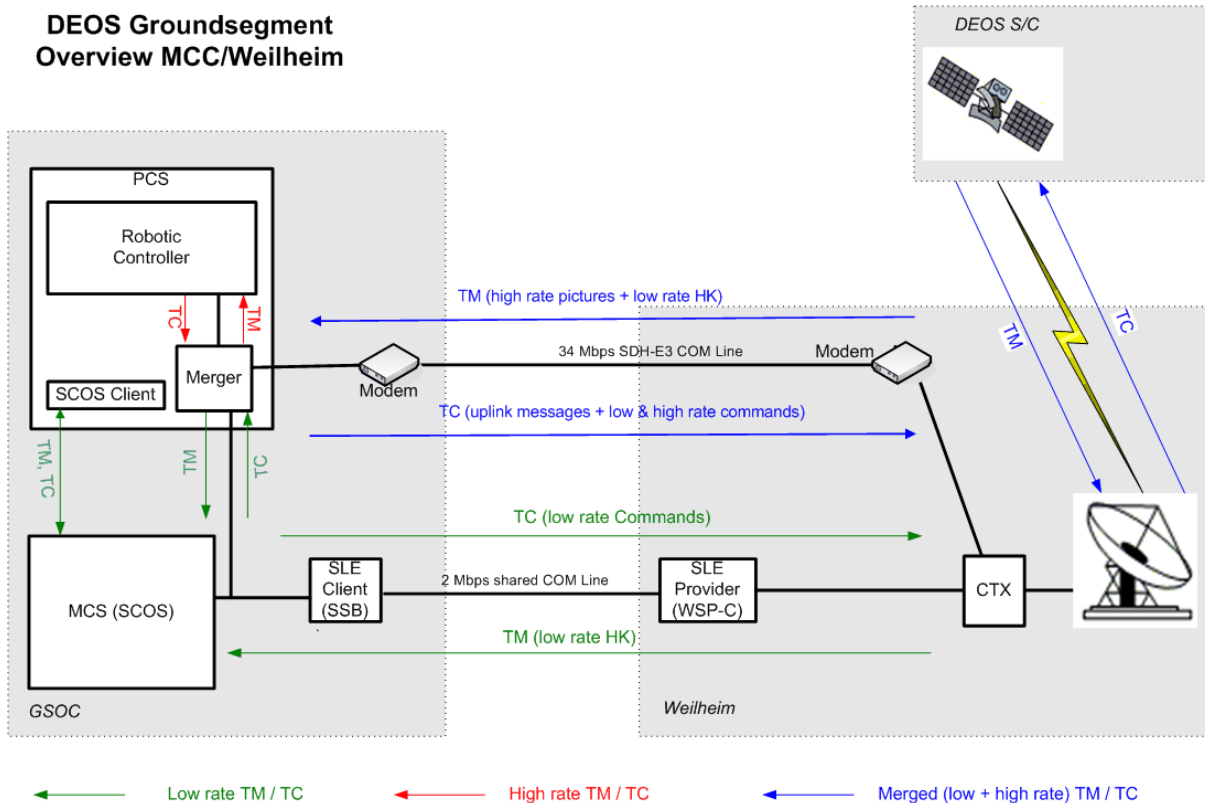 DEOS Groundsegment
Overview MCC/Weilheim
DEOS S/C
PCS
Robotic
Controller
TC
TM
TM (high rate pictures + low rate HK)
TM
TC
34 Mbps SDH-E3 COM Line
Modem
Merger
Modem
SCOS Client
TC (uplink messages + low & high rate commands)
TM, TC
TM
TC
TC (low rate Commands)
MCS (SCOS)
SLE
Client
(SSB)
2 Mbps shared COM Line
SLE
Provider
(WSP-C)
CTX
TM (low rate HK)
GSOC
Weilheim
Low rate TM / TC
High rate TM / TC
Merged (low + high rate) TM / TC